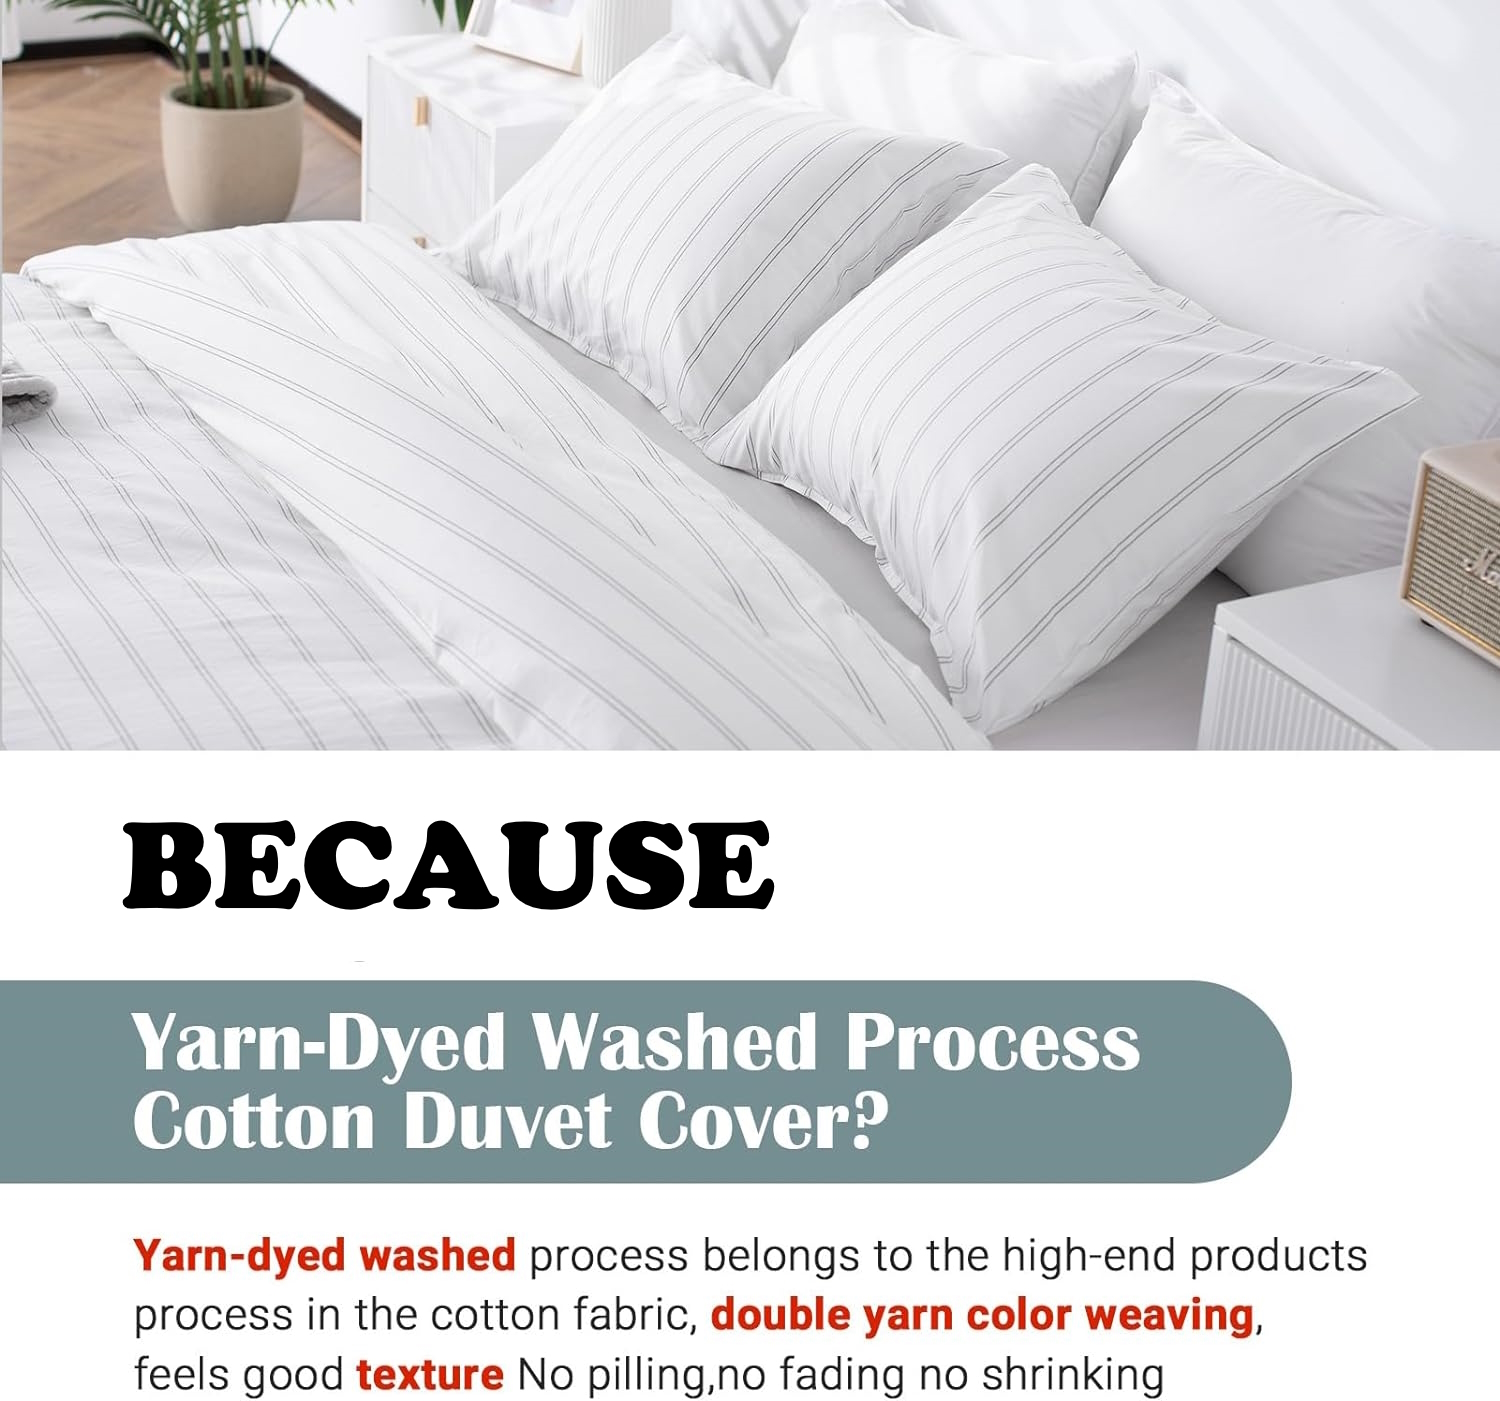 BECAUSE
Yarn-Dyed Washed Process
Cotton Duvet Cover?
Yarn-dyed washed process belongs to the high-end products
process in the cotton fabric, double yarn color weaving,
feels good texture No pilling,no fading no shrinking